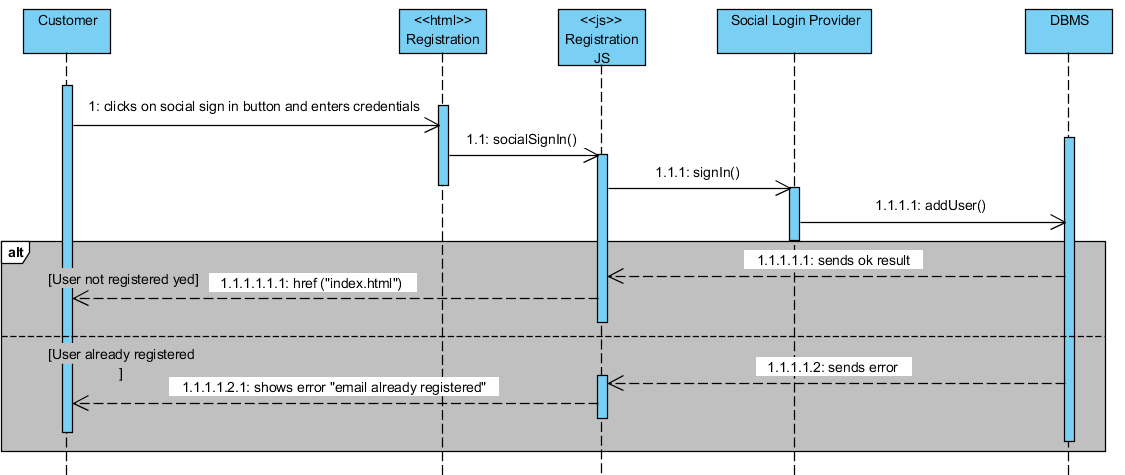 Customer
<<html>>
Registration
<<js>>
Registration
JS
Social Login Provider
DBMS
1: clicks on social sign in button and enters credentials
1.1: socialSignIn()
1.1.1: signIn()
1.1.1.1: addUser()
alt
1.1.1.1.1: sends ok result
[User not registered yed]
1.1.1.1.1.1: href ("index.html")
[User already registered
]
1.1.1.1.2: sends error
1.1.1.1.2.1: shows error "email already registered"